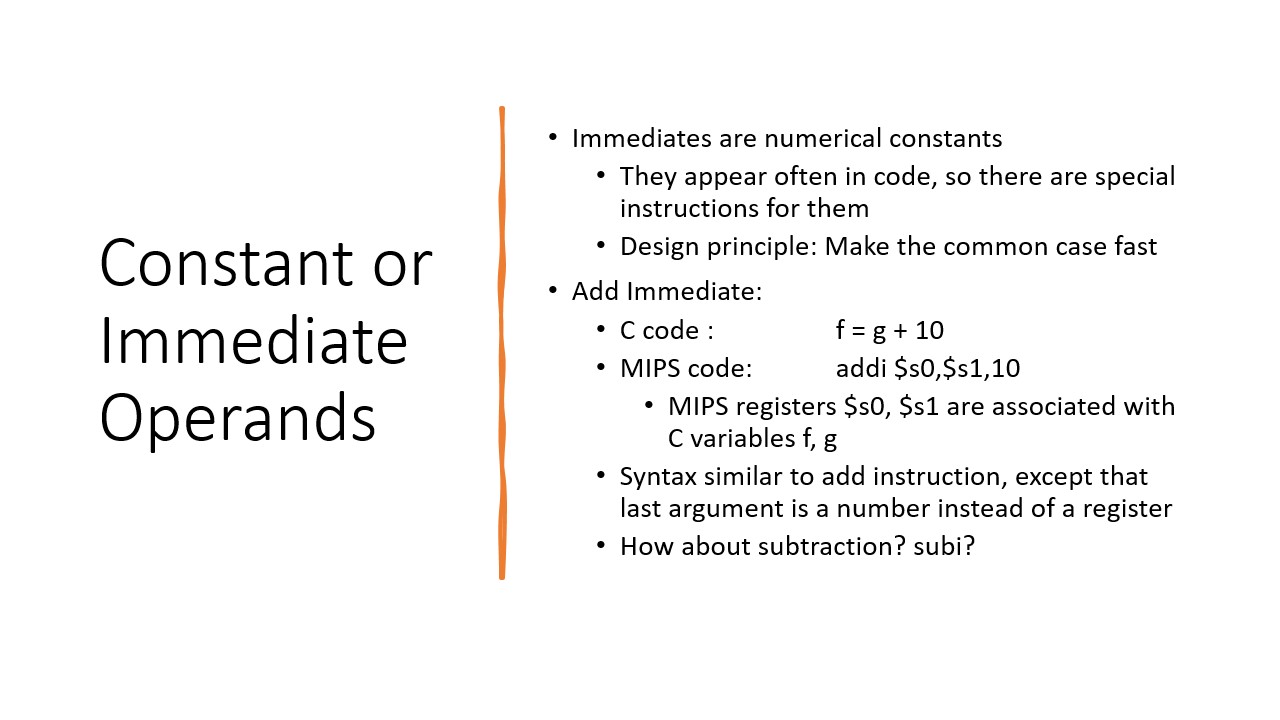 Constant or
Immediate
Operands
• Immediates are numerical constants
• They appear often in code, so there are special
instructions for them
• Design principle: Make the common case fast
• Add Immediate:
• C code : f = g + 10
• MIPS code: addi $s0,$s1,10
• MIPS registers $s0, $s1 are associated with
C variables f, g
• Syntax similar to add instruction, except that
last argument is a number instead of a register
• How about subtraction? subi?